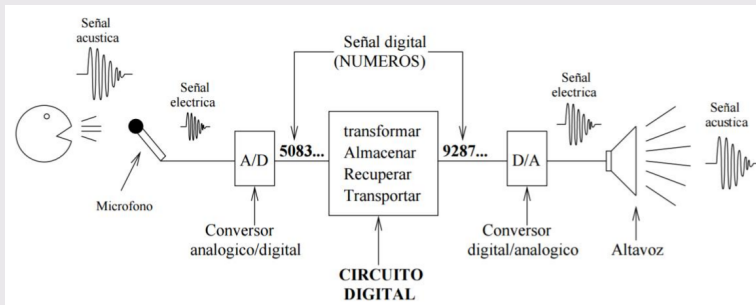 Señal
acustica
Señal
electrica
Microfono
A/D
Conversor
analogico/digital
5083...
Señal digital
(NUMEROS)
transformar
Almacenar
Recuperar
Transportar
CIRCUITO
DIGITAL
9287...
D/A
Conversor
digital/analogico
Señal
electrica
Altavoz
Señal
acustica